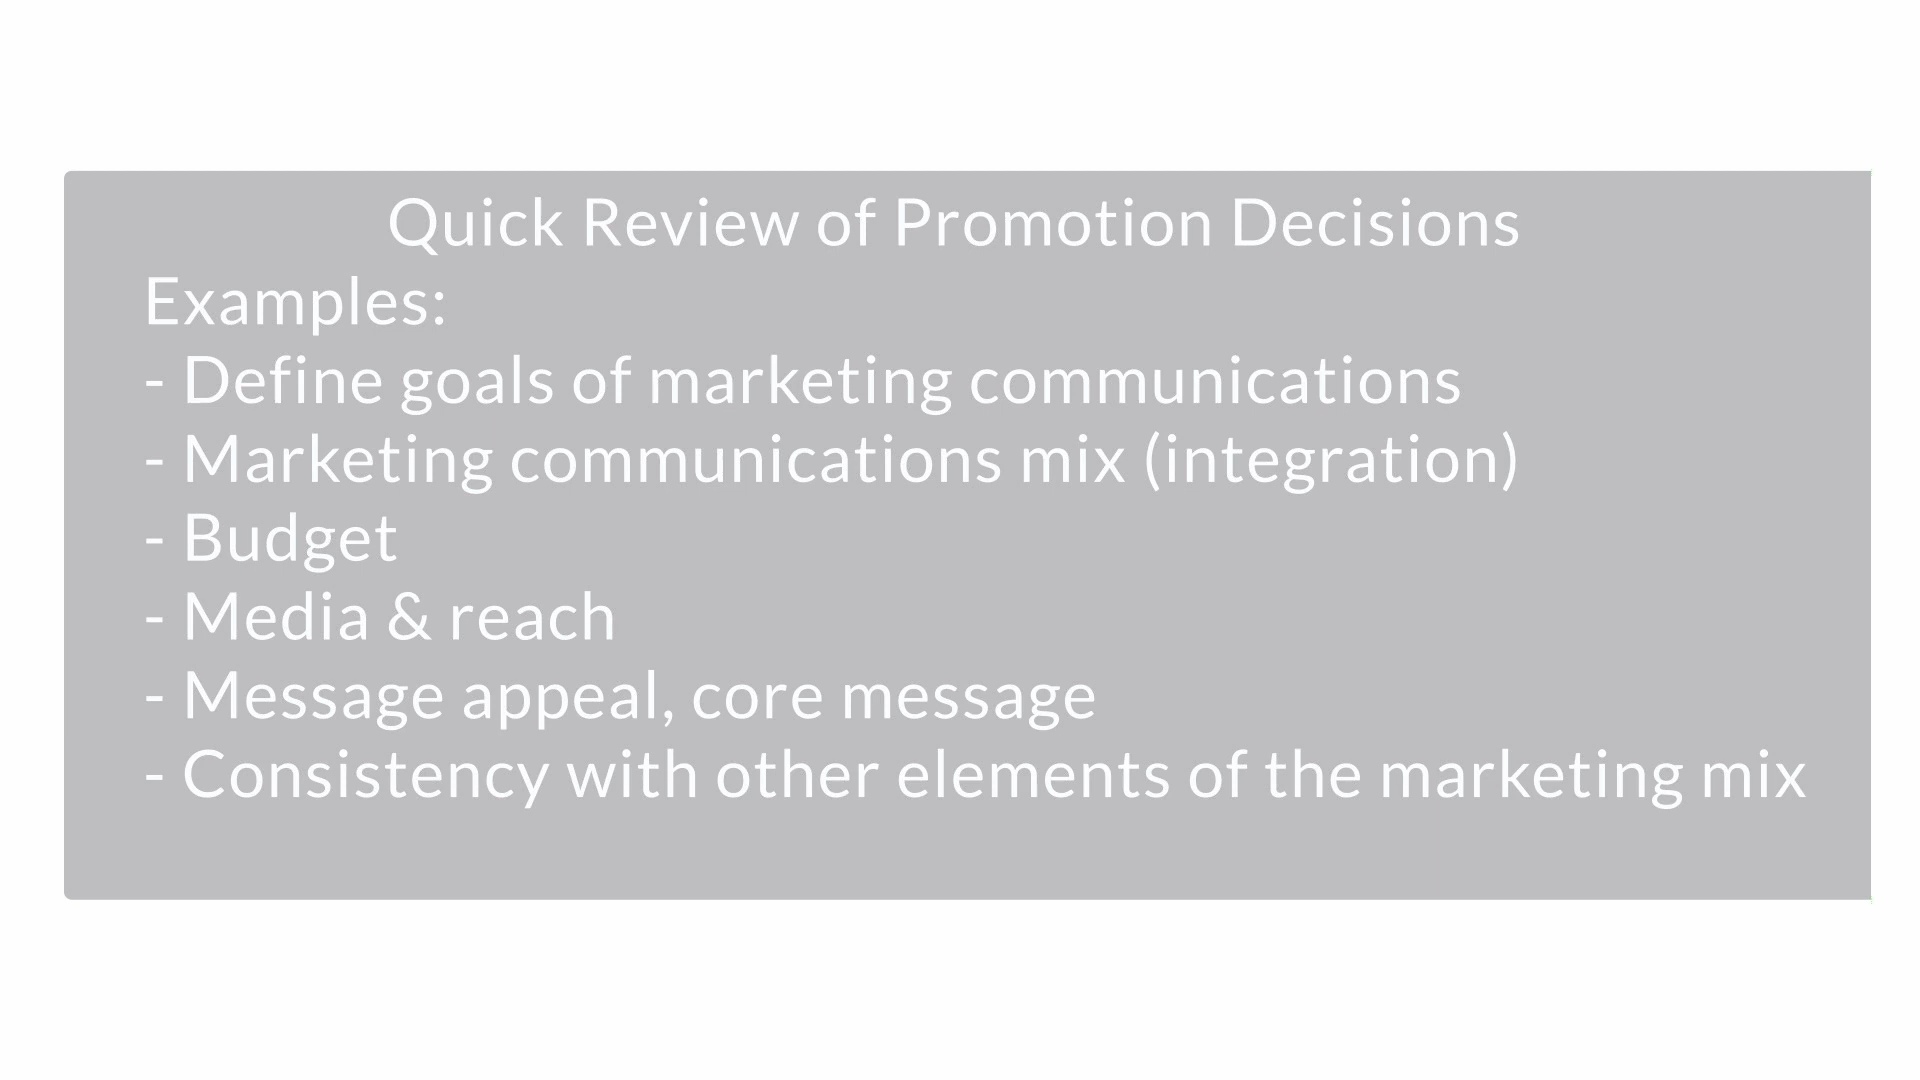 Quick Review of Promotion Decisions
Examples:
- Define goals of marketing communications
- Marketing communications mix (integration)
- Budget
- Media & reach
- Message appeal, core message
- Consistency with other elements of the marketing mix